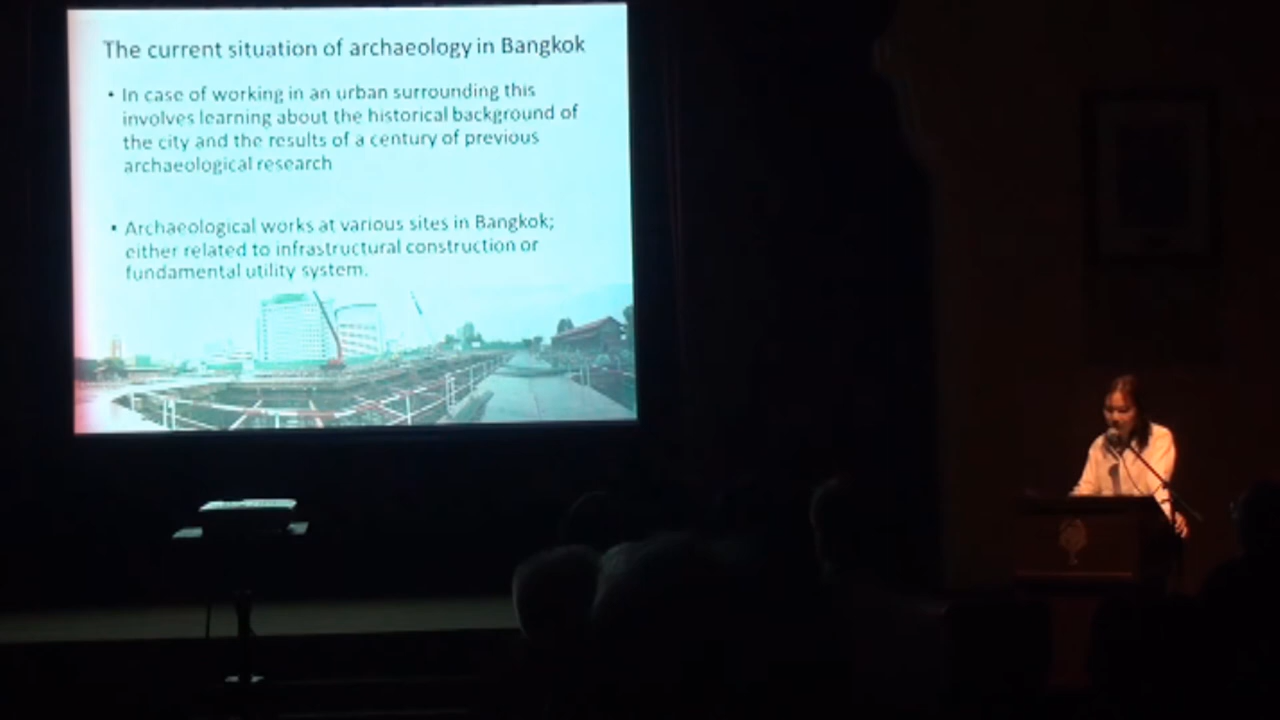 The current situation of archaeology in Bangkok
• In case of working in an urban surrounding this
involves learning about the historical background of
the city and the results of a century of previous
archaeological research
• Archaeological works at various sites in Bangkok;
either related to infrastructural construction or
fundamental utility system.